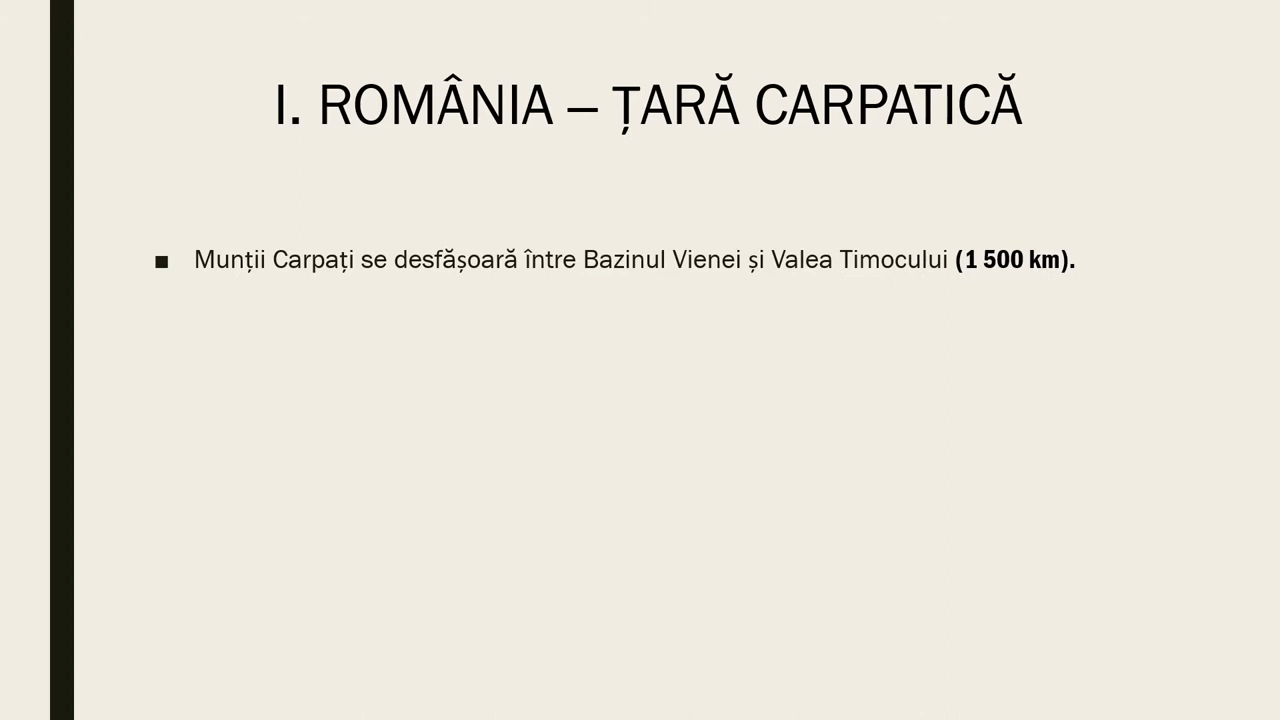 I. ROMÂNIA – ȚARĂ CARPATICĂ
▪ Munții Carpați se desfășoară între Bazinul Vienei și Valea Timocului (1 500 km).